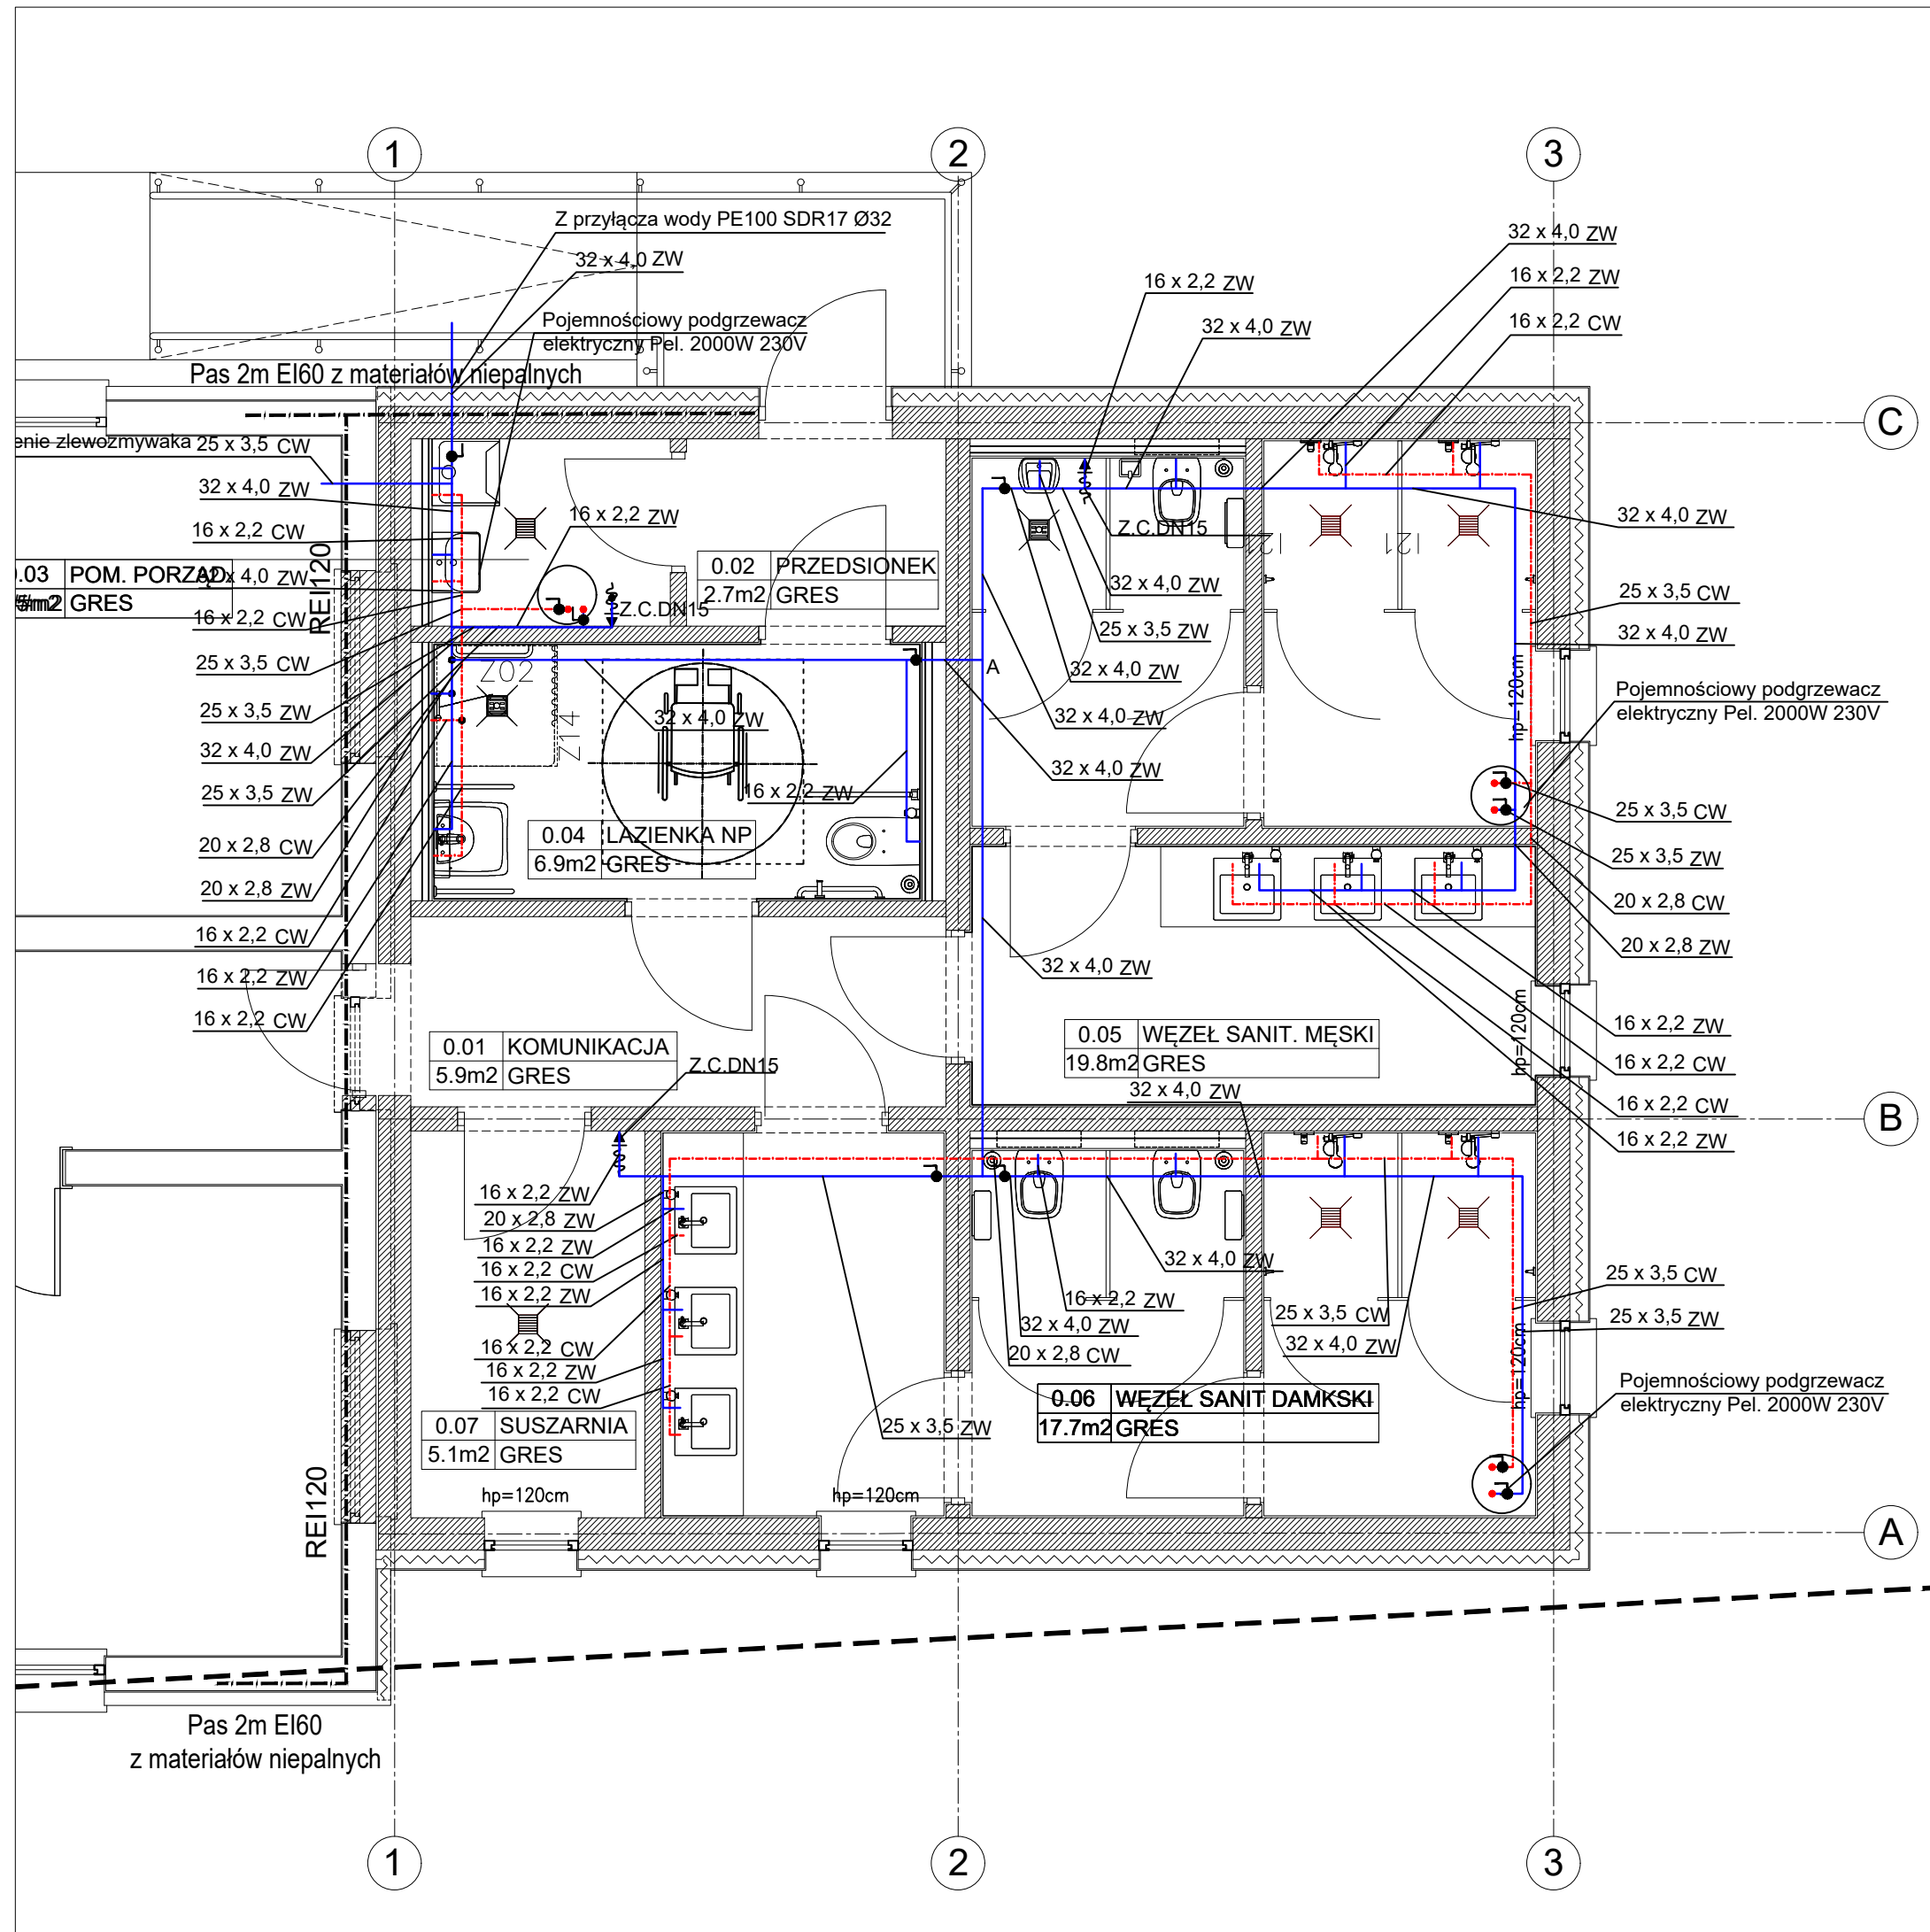 1
2
3
Z przyłącza wody PE100 SDR17 Ø32
32 x 4,0 ZW
32 x 4,0 ZW
16 x 2,2 ZW
16 x 2,2 ZW
16 x 2,2 CW
32 x 4,0 ZW
Pojemnościowy podgrzewacz
elektryczny Pel. 2000W 230V
Pas 2m EI60 z materiałów niepalnych
C
enie zlewozmywaka
25 x 3,5 CW
32 x 4,0 ZW
16 x 2,2 CW
16 x 2,2 ZW
Z.C.DN15
32 x 4,0 ZW
121
121
.03 POM. PORZĄD.
GRES
x 4,0 ZW
REI120
0.02 PRZEDSIONEK
2.7m2 GRES
16 x 2,2 CW
Z.C.DN15
32 x 4,0 ZW
25 x 3,5 CW
25 x 3,5 ZW
32 x 4,0 ZW
25 x 3,5 CW
Z02
A
32 x 4,0 ZW
hp=120cm
Pojemnościowy podgrzewacz
elektryczny Pel. 2000W 230V
25 x 3,5 ZW
32 x 4,0 ZW
32 x 4,0 ZW
Z14
32 x 4,0 ZW
32 x 4,0 ZW
25 x 3,5 ZW
16 x 2,2 ZW
25 x 3,5 CW
20 x 2,8 CW
0.04 LAZIENKA NP
6.9m2 GRES
25 x 3,5 ZW
20 x 2,8 ZW
20 x 2,8 CW
16 x 2,2 CW
20 x 2,8 ZW
16 x 2,2 ZW
32 x 4,0 ZW
16 x 2,2 CW
hp=120cm
0.01 KOMUNIKACJA
5.9m2 GRES
Z.C.DN15
0.05 WĘZEŁ SANIT. MĘSKI
19.8m2 GRES
16 x 2,2 ZW
16 x 2,2 CW
32 x 4,0 ZW
16 x 2,2 CW
B
16 x 2,2 ZW
16 x 2,2 ZW
20 x 2,8 ZW
16 x 2,2 ZW
16 x 2,2 CW
16 x 2,2 ZW
32 x 4,0 ZW
25 x 3,5 CW
16 x 2,2 ZW
25 x 3,5 CW
25 x 3,5 ZW
32 x 4,0 ZW
32 x 4,0 ZW
16 x 2,2 CW
20 x 2,8 CW
16 x 2,2 ZW
16 x 2,2 CW
hp=120cm
Pojemnościowy podgrzewacz
elektryczny Pel. 2000W 230V
0.06 WĘZEŁ SANIT DAMKSKI
17.7m2 GRES
0.07 SUSZARNIA
5.1m2 GRES
25 x 3,5 ZW
REI120
hp=120cm
hp=120cm
A
Pas 2m EI60
z materiałów niepalnych
1
2
3